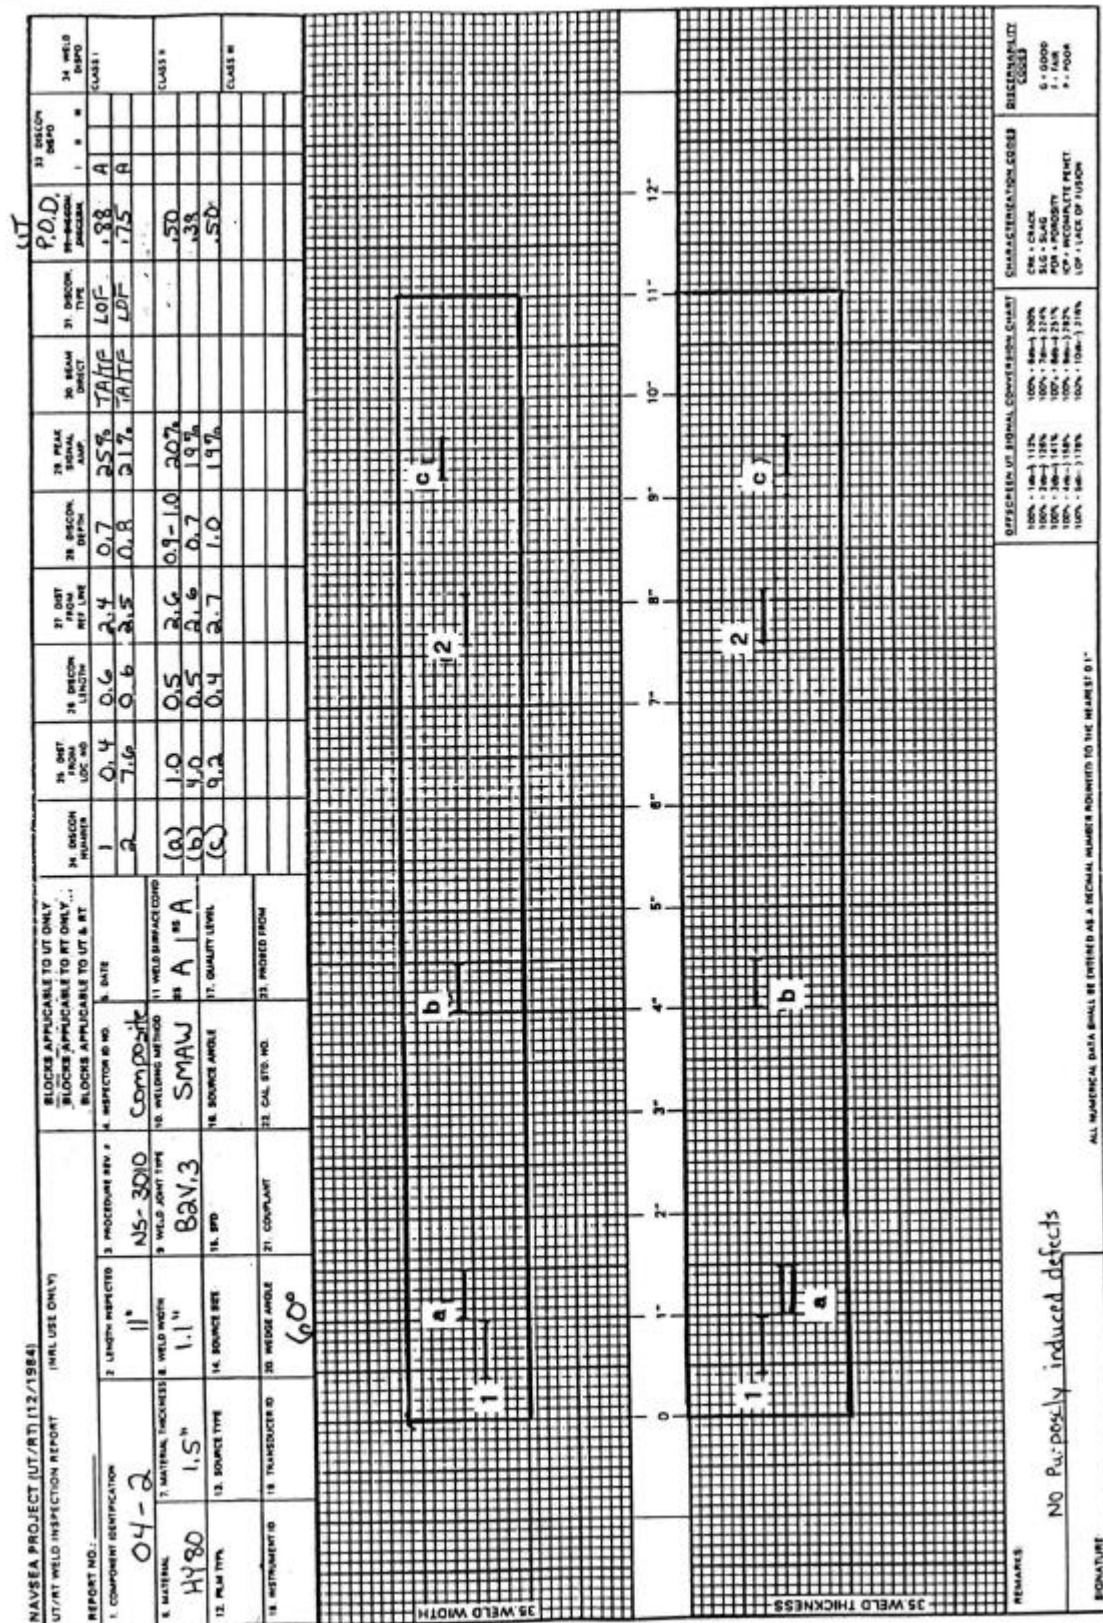 NAVSEA PROJECT (UT/RT) (12/1984)
UT/RT WELD INSPECTION REPORT (NRL USE ONLY)
BLOCKS APPLICABLE TO UT ONLY
BLOCKS APPLICABLE TO RT ONLY
BLOCKS APPLICABLE TO UT & RT
REPORT NO.:
1. COMPONENT IDENTIFICATION
04-2
2 LENGTH INSPECTED
11"
3. PROCEDURE REV. #
NS-3010
4. INSPECTOR ID NO.
Composite
5. DATE
6. MATERIAL
HY80
7. MATERIAL THICKNESS
1.5"
8. WELD WIDTH
1.1"
9 WELD JOINT TYPE
B2V.3
10. WELDING METHOD
SMAW
11 WELD SURFACE COND
A A
12. FILM TYPE
13. SOURCE TYPE
14. SOURCE SIZE
15. SFD
16. SOURCE ANGLE
17. QUALITY LEVEL
18. INSTRUMENT ID
19. TRANSDUCER ID
20. WEDGE ANGLE
60°
21. COUPLANT
22. CAL. STD. NO.
23. PROBED FROM
UT
P.O.D.
24 DISCON NUMBER
25. DIST FROM LOC NO
26 DISCON LENGTH
27 DIST FROM REF LINE
28. DISCON. DEPTH
29. PEAK SIGNAL AMP.
30. BEAM DIRECT
31. DISCON. TYPE
33 DISCON DISPO
34 WELD DISPO
1 0.4 0.6 2.4 0.7 25% TA/TF LOF .88 A
2 7.6 0.6 2.5 0.8 21% TA/TF LOF .75 A
(a) 1.0 0.5 2.6 0.9-1.0 20% .50
(b) 4.0 0.5 2.6 0.7 19% .38
(c) 9.2 0.4 2.7 1.0 19% .50
CLASS I
CLASS II
CLASS III
35. WELD WIDTH
1 a b 2 c
0 1" 2" 3" 4" 5" 6" 7" 8" 9" 10" 11" 12"
35 WELD THICKNESS
1 a b 2 c
REMARKS:
No Purposely induced defects
SIGNATURE:
ALL NUMERICAL DATA SHALL BE ENTERED AS A DECIMAL NUMBER ROUNDED TO THE NEAREST 0.1"
OFFSCREEN UT SIGNAL CONVERSION CHART
CHARACTERIZATION CODES
CRK = CRACK
SLG = SLAG
POR = POROSITY
ICP = INCOMPLETE PENET
LOF = LACK OF FUSION
DISCERNABILITY CODES
G = GOOD
F = FAIR
P = POOR